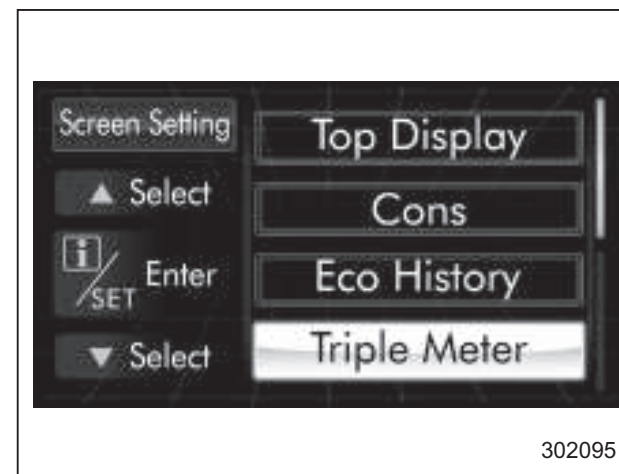 Screen Setting
▲ Select
i/SET Enter
▼ Select
Top Display
Cons
Eco History
Triple Meter
302095